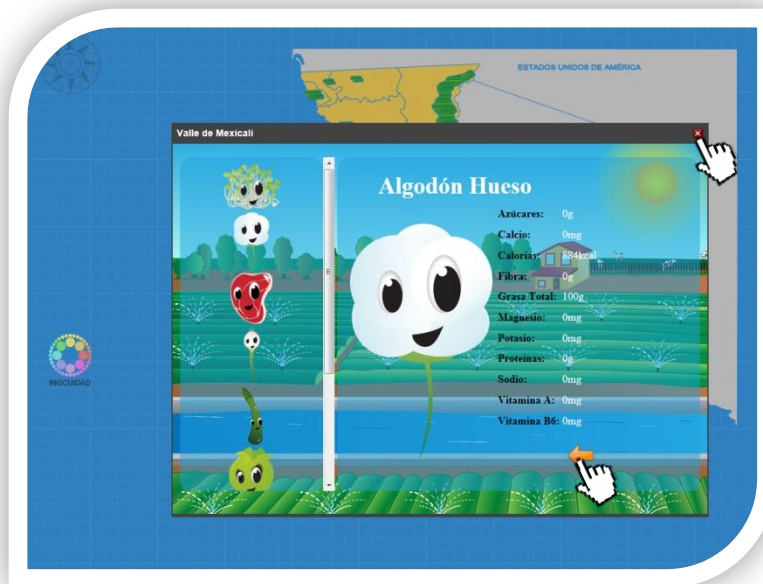 ESTADOS UNIDOS DE AMÉRICA
Valle de Mexicali
Algodón Hueso
Azúcares: 0g
Calcio: 0mg
Calorías: 884kcal
Fibra: 0g
Grasa Total: 100g
Magnesio: 0mg
Potasio: 0mg
Proteinas: 0g
Sodio: 0mg
Vitamina A: 0mg
Vitamina B6: 0mg
INOCUIDAD